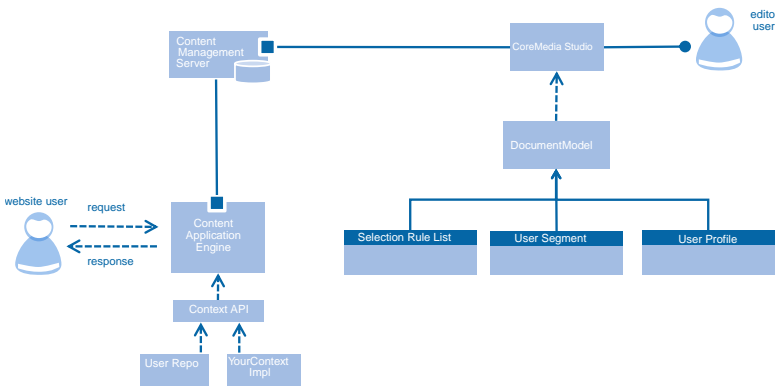 edito
user
Content
Management
Server
CoreMedia Studio
DocumentModel
website user
request
response
Content
Application
Engine
Selection Rule List
User Segment
User Profile
Context API
User Repo
YourContext
Impl